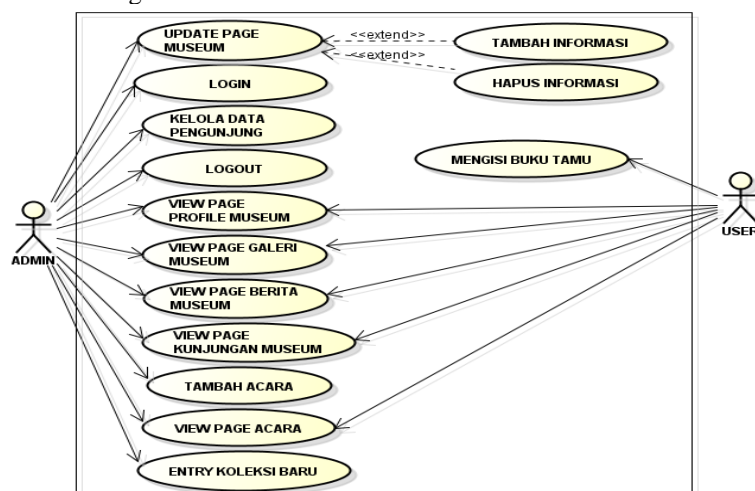 UPDATE PAGE
MUSEUM
<<extend>>
TAMBAH INFORMASI
<<extend>>
HAPUS INFORMASI
LOGIN
KELOLA DATA
PENGUNJUNG
MENGISI BUKU TAMU
LOGOUT
VIEW PAGE
PROFILE MUSEUM
USER
ADMIN
VIEW PAGE GALERI
MUSEUM
VIEW PAGE BERITA
MUSEUM
VIEW PAGE
KUNJUNGAN MUSEUM
TAMBAH ACARA
VIEW PAGE ACARA
ENTRY KOLEKSI BARU